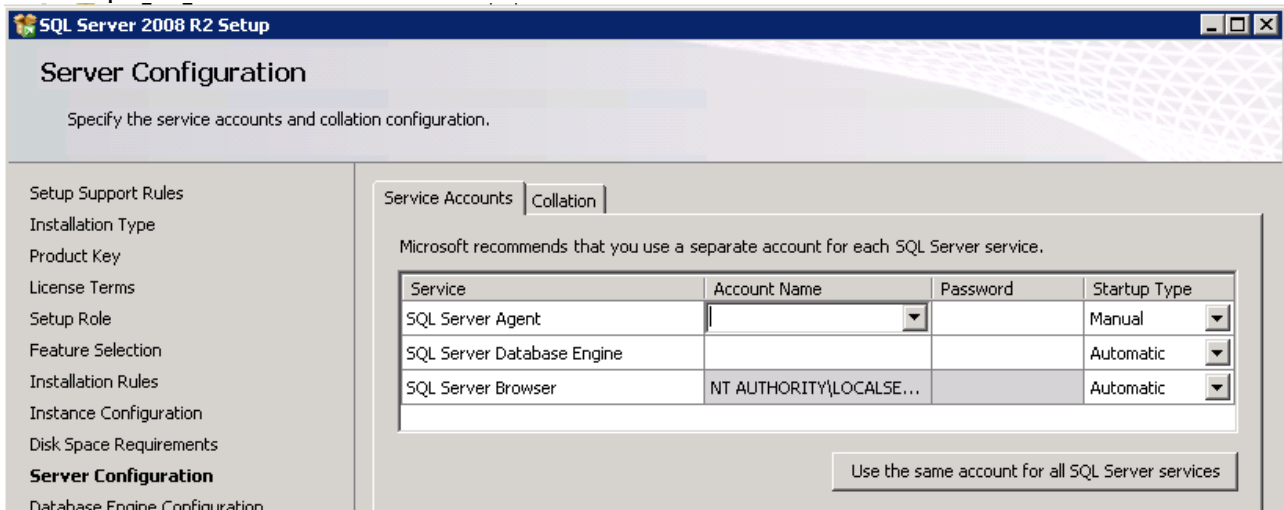 SQL Server 2008 R2 Setup
Server Configuration
Specify the service accounts and collation configuration.
Setup Support Rules
Installation Type
Product Key
License Terms
Setup Role
Feature Selection
Installation Rules
Instance Configuration
Disk Space Requirements
Server Configuration
Database Engine Configuration
Service Accounts Collation
Microsoft recommends that you use a separate account for each SQL Server service.
Service Account Name Password Startup Type
SQL Server Agent Manual
SQL Server Database Engine Automatic
SQL Server Browser NT AUTHORITY\LOCALSE... Automatic
Use the same account for all SQL Server services